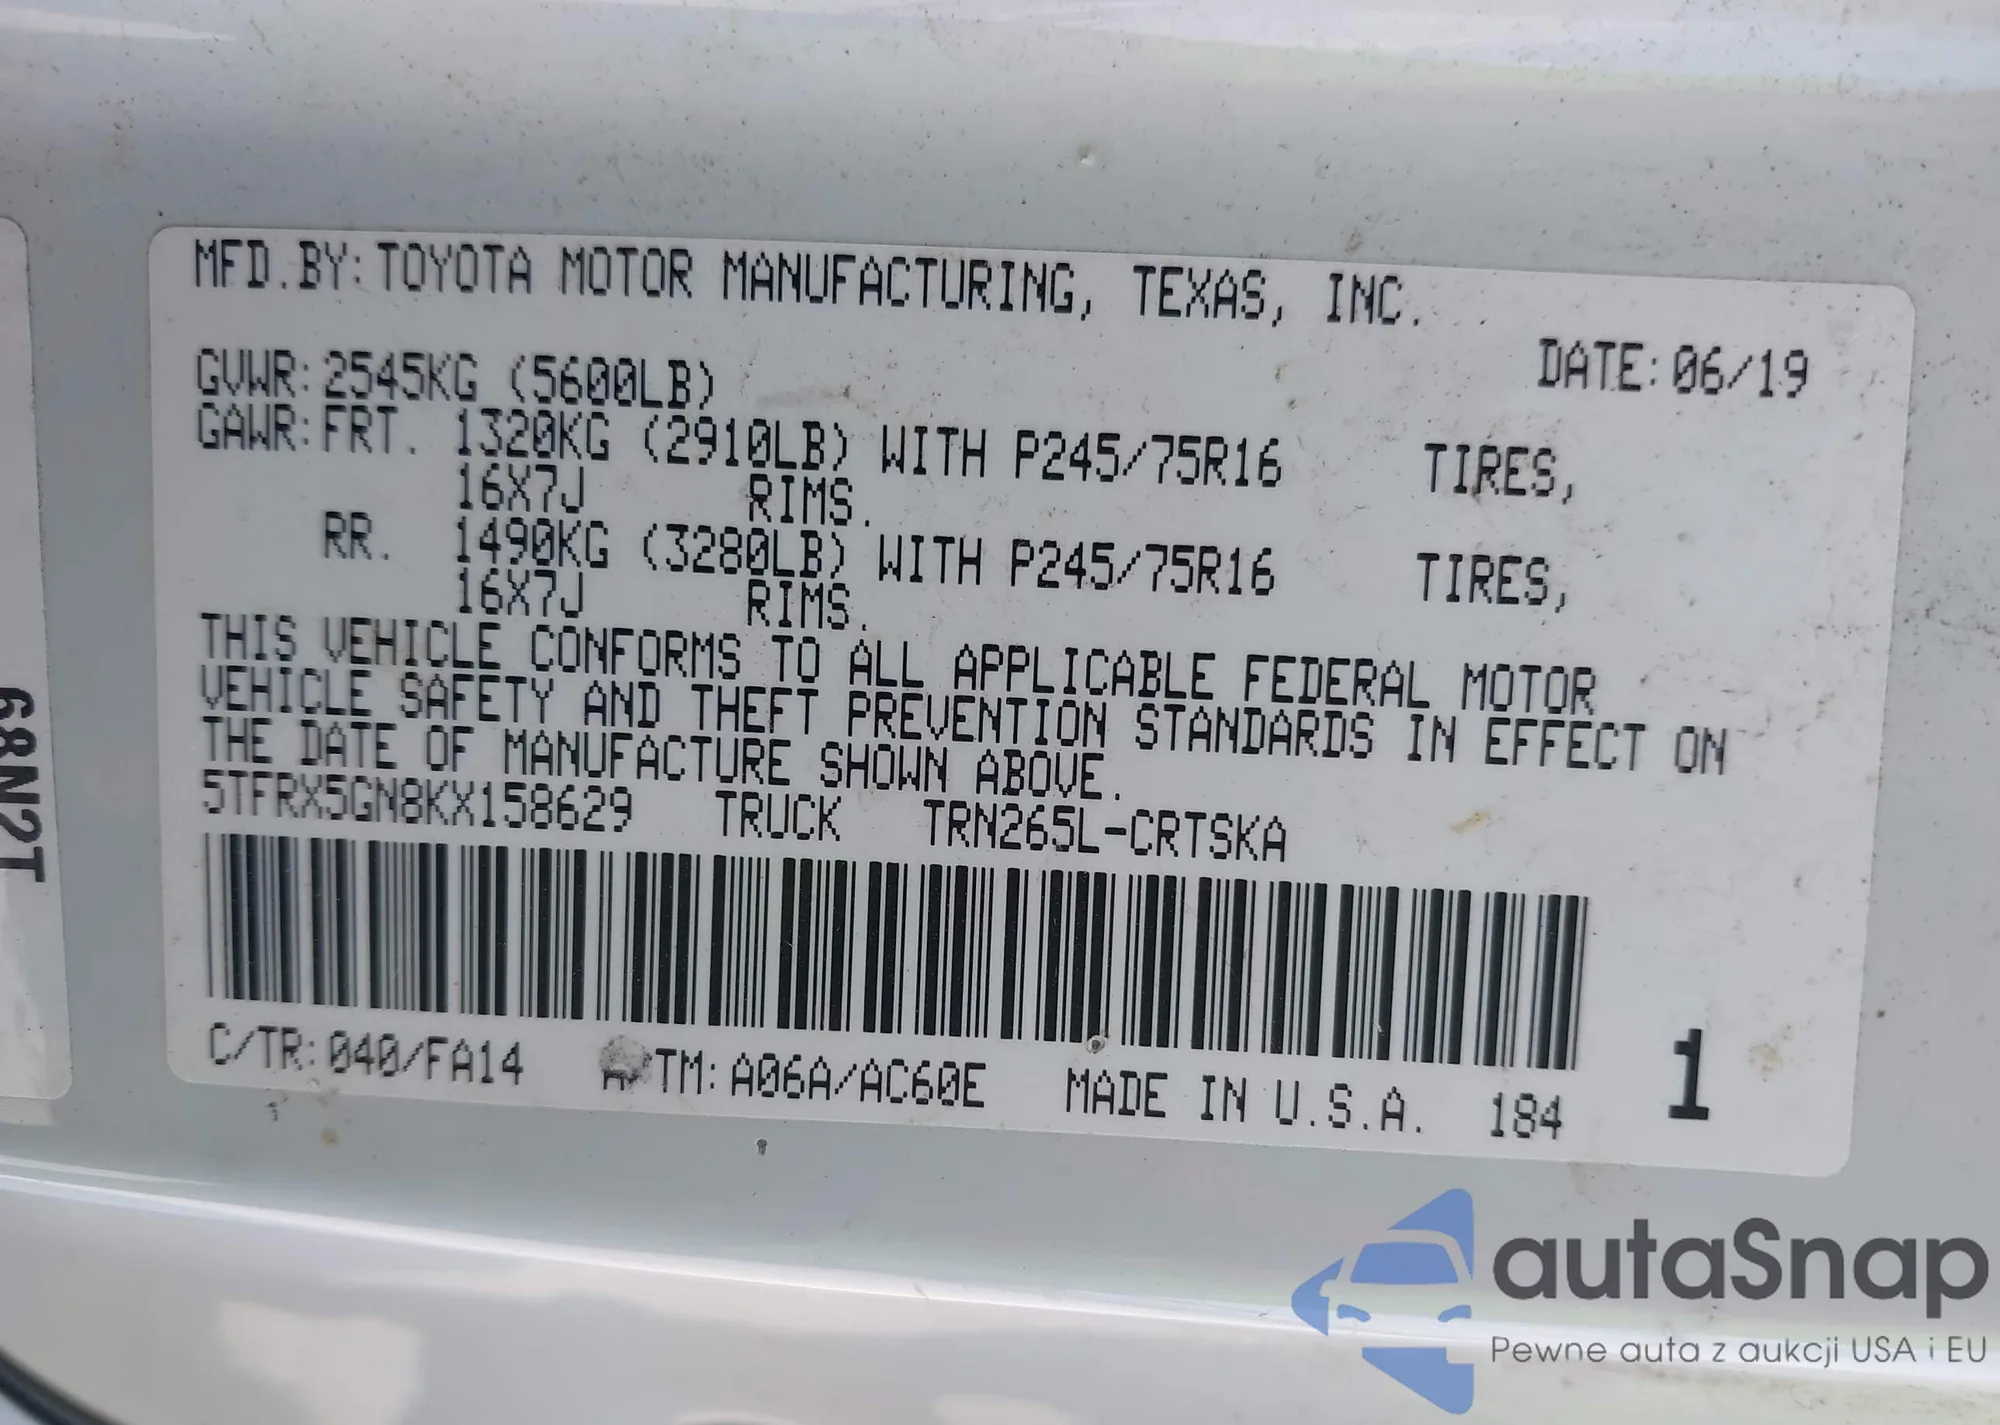 MFD.BY:TOYOTA MOTOR MANUFACTURING, TEXAS, INC.
DATE:06/19
GVWR:2545KG (5600LB)
GAWR:FRT. 1320KG (2910LB) WITH P245/75R16 TIRES,
16X7J RIMS.
RR. 1490KG (3280LB) WITH P245/75R16 TIRES,
16X7J RIMS.
THIS VEHICLE CONFORMS TO ALL APPLICABLE FEDERAL MOTOR
VEHICLE SAFETY AND THEFT PREVENTION STANDARDS IN EFFECT ON
THE DATE OF MANUFACTURE SHOWN ABOVE.
5TFRX5GN8KX158629 TRUCK TRN265L-CRTSKA
C/TR:040/FA14 A/TM:A06A/AC60E MADE IN U.S.A. 184 1
68N2T
autaSnap
Pewne auta z aukcji USA i EU